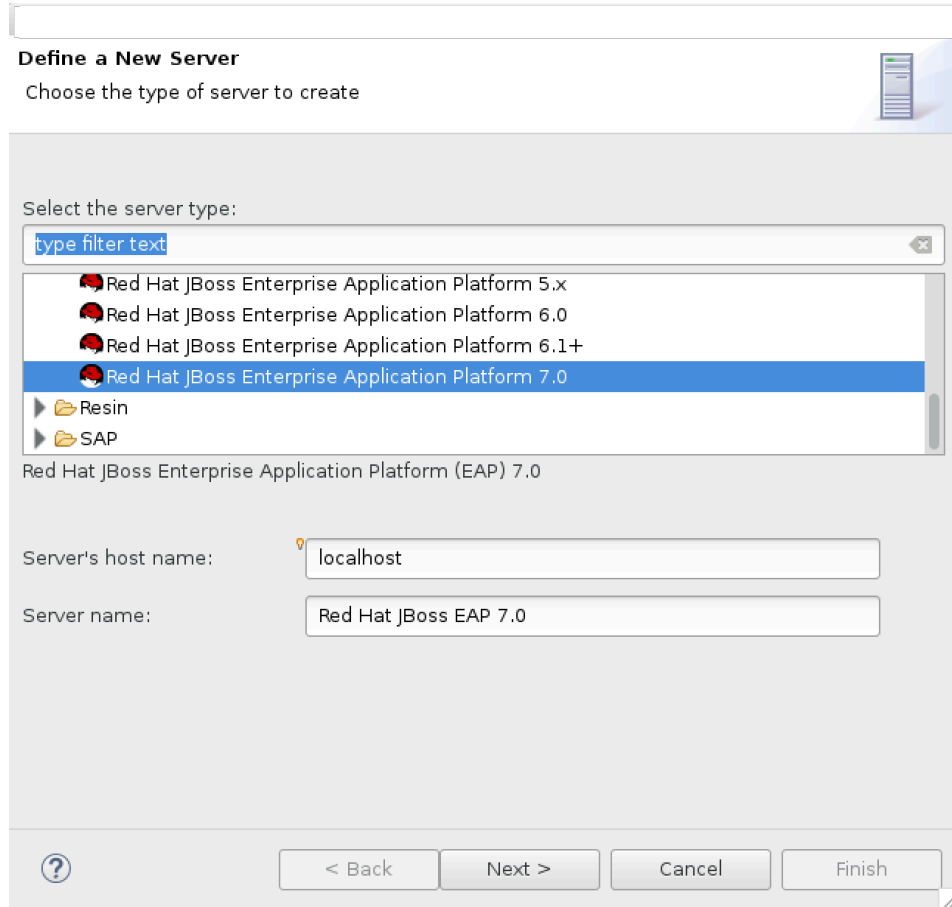 Define a New Server
Choose the type of server to create
Select the server type:
type filter text
Red Hat JBoss Enterprise Application Platform 5.x
Red Hat JBoss Enterprise Application Platform 6.0
Red Hat JBoss Enterprise Application Platform 6.1+
Red Hat JBoss Enterprise Application Platform 7.0
Resin
SAP
Red Hat JBoss Enterprise Application Platform (EAP) 7.0
Server's host name: localhost
Server name: Red Hat JBoss EAP 7.0
? < Back Next > Cancel Finish